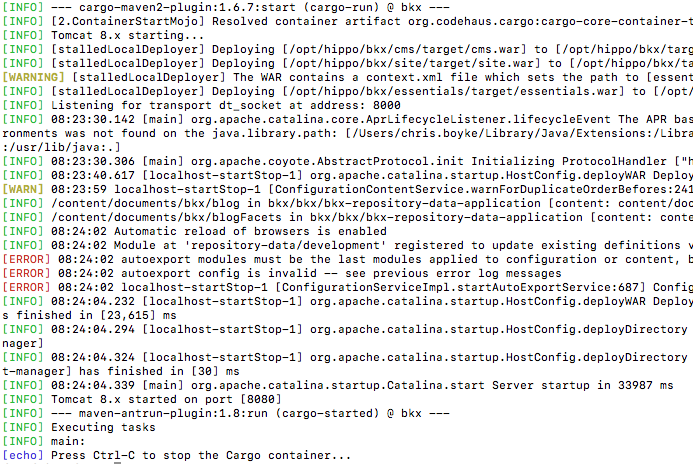 [INFO] --- cargo-maven2-plugin:1.6.7:start (cargo-run) @ bkx ---
[INFO] [2.ContainerStartMojo] Resolved container artifact org.codehaus.cargo:cargo-core-container-t
[INFO] Tomcat 8.x starting...
[INFO] [stalledLocalDeployer] Deploying [/opt/hippo/bkx/cms/target/cms.war] to [/opt/hippo/bkx/targ
[INFO] [stalledLocalDeployer] Deploying [/opt/hippo/bkx/site/target/site.war] to [/opt/hippo/bkx/ta
[WARNING] [stalledLocalDeployer] The WAR contains a context.xml file which sets the path to [essent
[INFO] [stalledLocalDeployer] Deploying [/opt/hippo/bkx/essentials/target/essentials.war] to [/opt/
[INFO] Listening for transport dt_socket at address: 8000
[INFO] 08:23:30.142 [main] org.apache.catalina.core.AprLifecycleListener.lifecycleEvent The APR bas
ronments was not found on the java.library.path: [/Users/chris.boyke/Library/Java/Extensions:/Libra
:/usr/lib/java:.]
[INFO] 08:23:30.306 [main] org.apache.coyote.AbstractProtocol.init Initializing ProtocolHandler ["h
[INFO] 08:23:40.617 [localhost-startStop-1] org.apache.catalina.startup.HostConfig.deployWAR Deploy
[WARN] 08:23:59 localhost-startStop-1 [ConfigurationContentService.warnForDuplicateOrderBefores:241
[INFO] /content/documents/bkx/blog in bkx/bkx/bkx-repository-data-application [content: content/doc
[INFO] /content/documents/bkx/blogFacets in bkx/bkx/bkx-repository-data-application [content: conte
[INFO] 08:24:02 Automatic reload of browsers is enabled
[INFO] 08:24:02 Module at 'repository-data/development' registered to update existing definitions v
[ERROR] 08:24:02 autoexport modules must be the last modules applied to configuration or content, b
[ERROR] 08:24:02 autoexport config is invalid -- see previous error log messages
[ERROR] 08:24:02 localhost-startStop-1 [ConfigurationServiceImpl.startAutoExportService:687] Config
[INFO] 08:24:04.232 [localhost-startStop-1] org.apache.catalina.startup.HostConfig.deployWAR Deploy
s finished in [23,615] ms
[INFO] 08:24:04.294 [localhost-startStop-1] org.apache.catalina.startup.HostConfig.deployDirectory
nager]
[INFO] 08:24:04.324 [localhost-startStop-1] org.apache.catalina.startup.HostConfig.deployDirectory
t-manager] has finished in [30] ms
[INFO] 08:24:04.339 [main] org.apache.catalina.startup.Catalina.start Server startup in 33987 ms
[INFO] Tomcat 8.x started on port [8080]
[INFO] --- maven-antrun-plugin:1.8:run (cargo-started) @ bkx ---
[INFO] Executing tasks
[INFO] main:
[echo] Press Ctrl-C to stop the Cargo container...